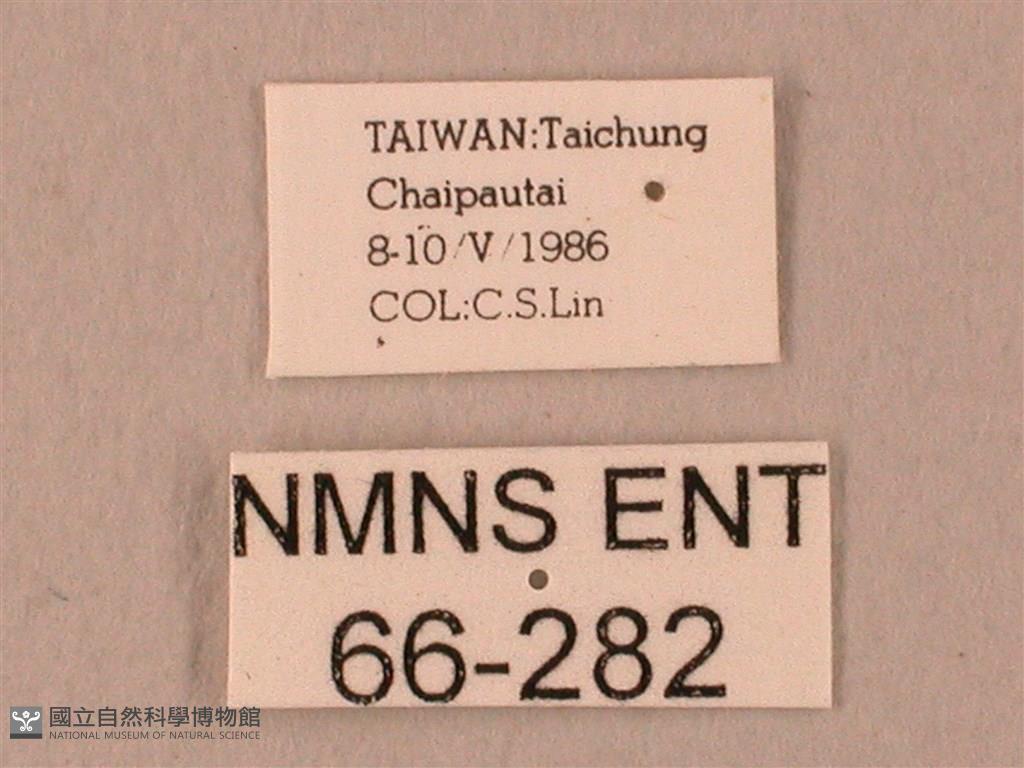 TAIWAN:Taichung
Chaipautai
8-10/V/1986
COL:C.S.Lin
NMNS ENT
66-282
國立自然科學博物館
NATIONAL MUSEUM OF NATURAL SCIENCE